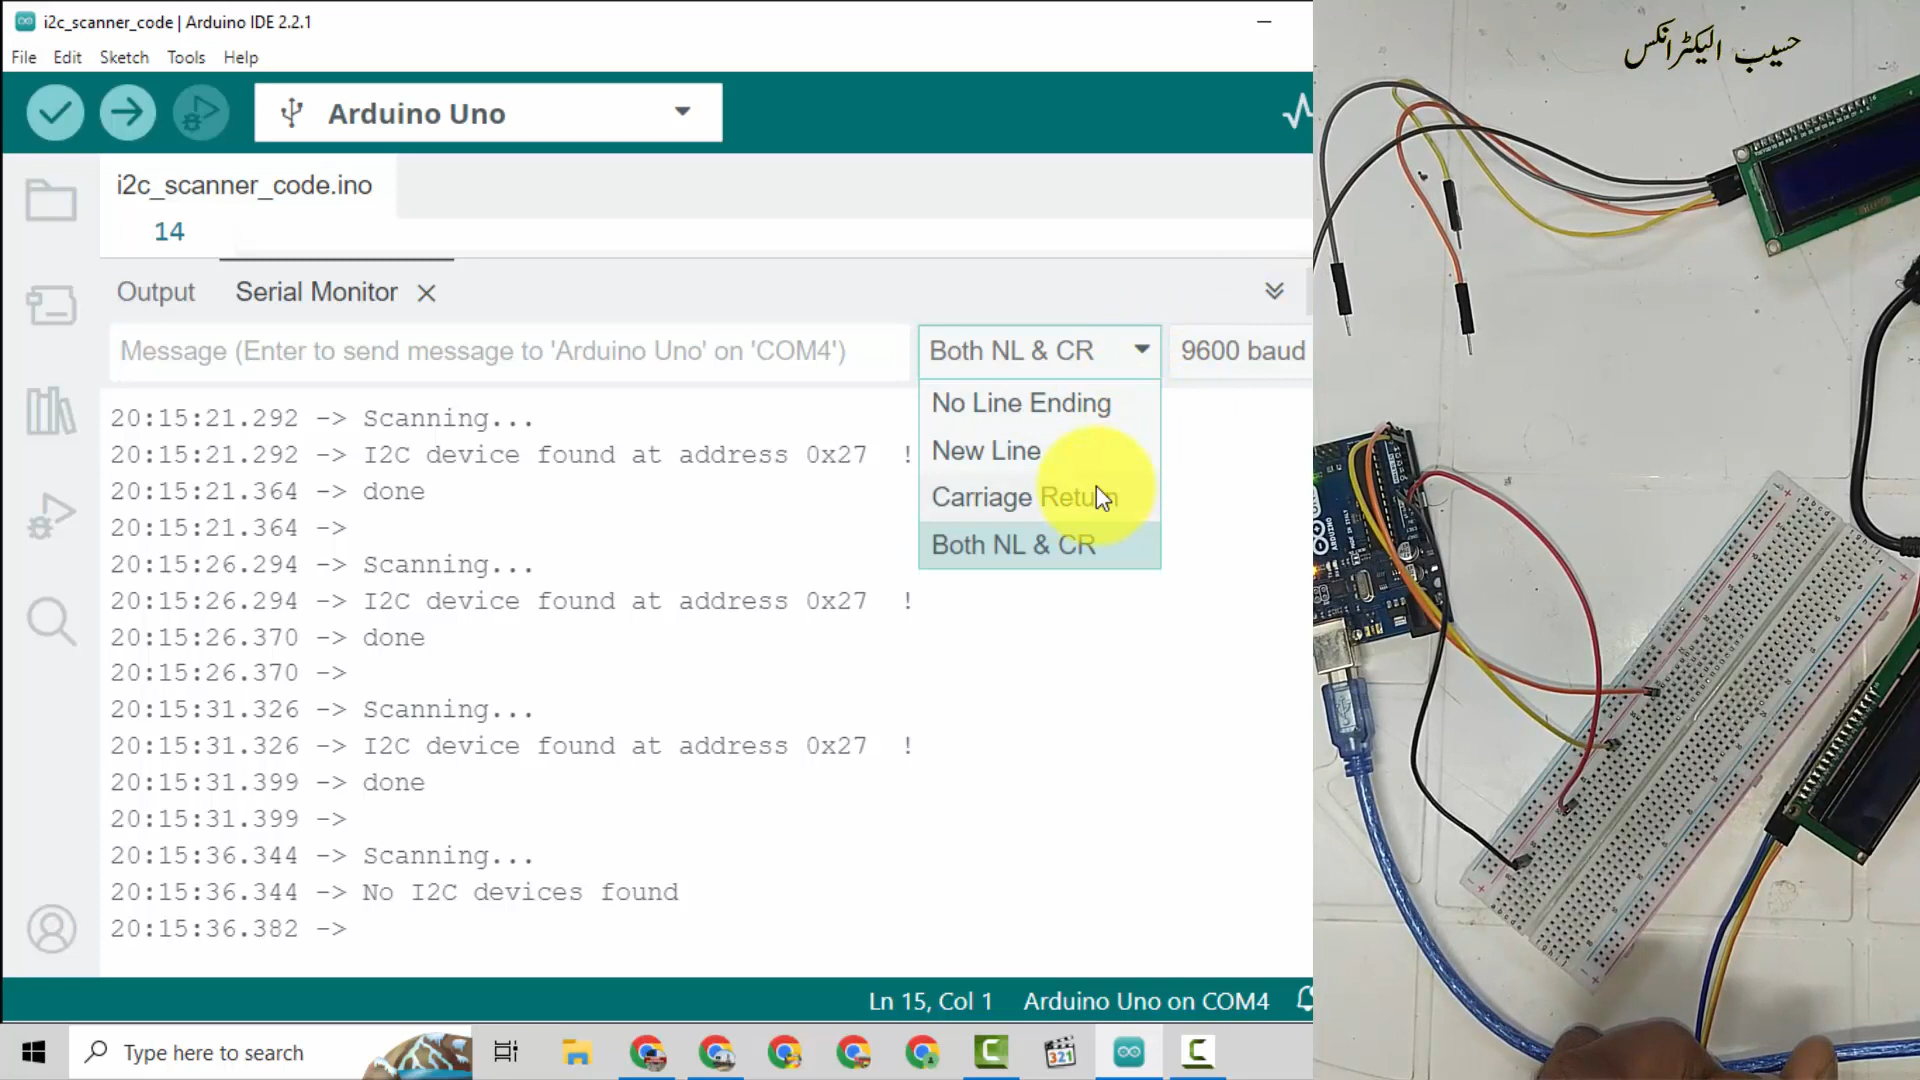 i2c_scanner_code | Arduino IDE 2.2.1
File Edit Sketch Tools Help
Arduino Uno
i2c_scanner_code.ino
14
Output Serial Monitor
Message (Enter to send message to 'Arduino Uno' on 'COM4')
Both NL & CR
9600 baud
No Line Ending
New Line
Carriage Return
Both NL & CR
20:15:21.292 -> Scanning...
20:15:21.292 -> I2C device found at address 0x27  !
20:15:21.364 -> done
20:15:21.364 ->
20:15:26.294 -> Scanning...
20:15:26.294 -> I2C device found at address 0x27  !
20:15:26.370 -> done
20:15:26.370 ->
20:15:31.326 -> Scanning...
20:15:31.326 -> I2C device found at address 0x27  !
20:15:31.399 -> done
20:15:31.399 ->
20:15:36.344 -> Scanning...
20:15:36.344 -> No I2C devices found
20:15:36.382 ->
Ln 15, Col 1 Arduino Uno on COM4
Type here to search
321
حسیب الیکٹرانکس
ARDUINO